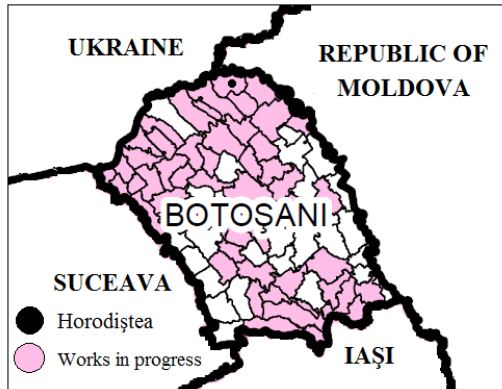 UKRAINE
REPUBLIC OF
MOLDOVA
BOTOŞANI
SUCEAVA
Horodiştea
Works in progress
IAŞI